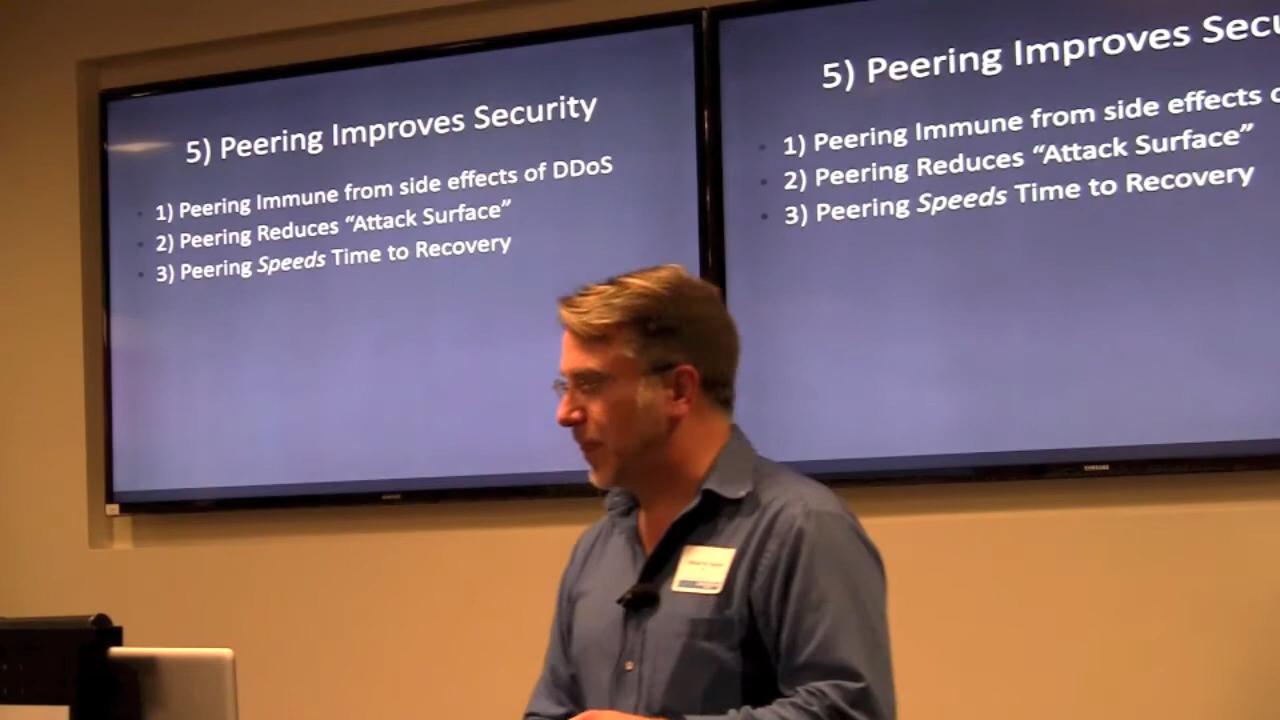 5) Peering Improves Security
1) Peering Immune from side effects of DDoS
2) Peering Reduces “Attack Surface”
3) Peering Speeds Time to Recovery
5) Peering Improves Secu
1) Peering Immune from side effects o
2) Peering Reduces “Attack Surface”
3) Peering Speeds Time to Recovery
SAMSUNG